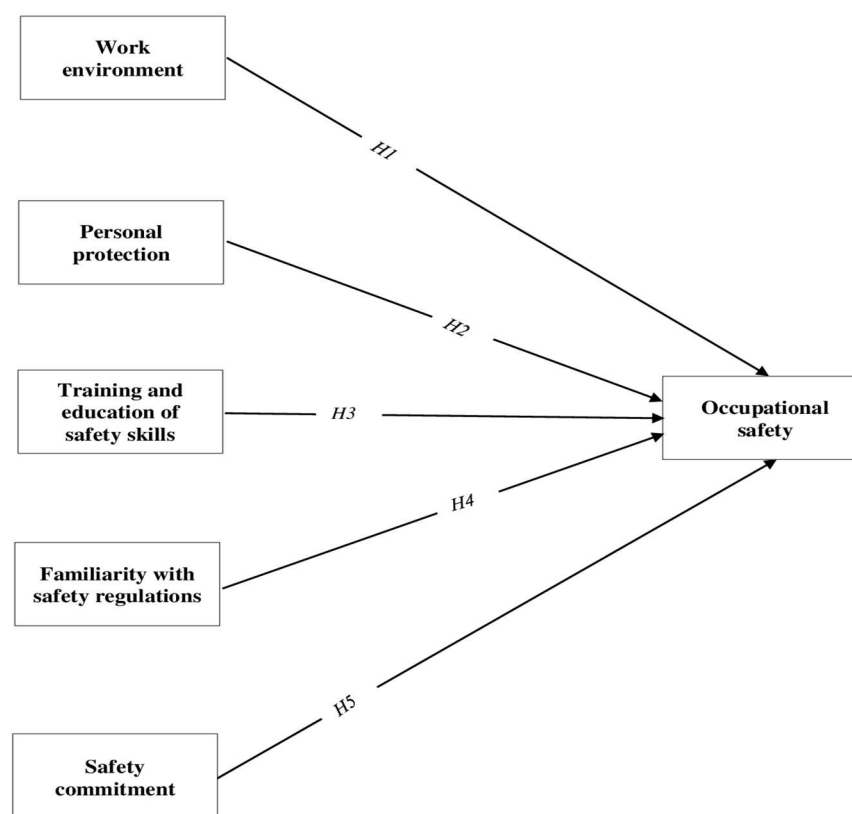 Work
environment
H1
Personal
protection
H2
Training and
education of
safety skills
H3
Occupational
safety
Familiarity with
safety regulations
H4
Safety
commitment
H5